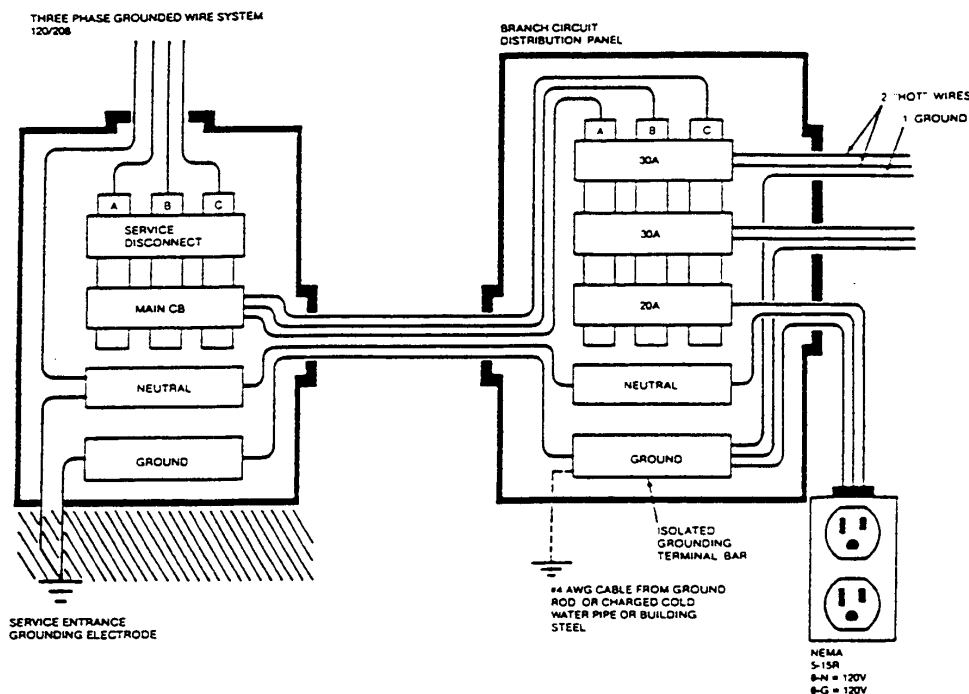 THREE PHASE GROUNDED WIRE SYSTEM
120/208
A
B
C
SERVICE
DISCONNECT
MAIN CB
NEUTRAL
GROUND
SERVICE ENTRANCE
GROUNDING ELECTRODE
BRANCH CIRCUIT
DISTRIBUTION PANEL
2 "HOT" WIRES
1 GROUND
A
B
C
30A
30A
20A
NEUTRAL
GROUND
ISOLATED
GROUNDING
TERMINAL BAR
#4 AWG CABLE FROM GROUND
ROD OR CHARGED COLD
WATER PIPE OR BUILDING
STEEL
NEMA
5-15R
B-N = 120V
B-G = 120V